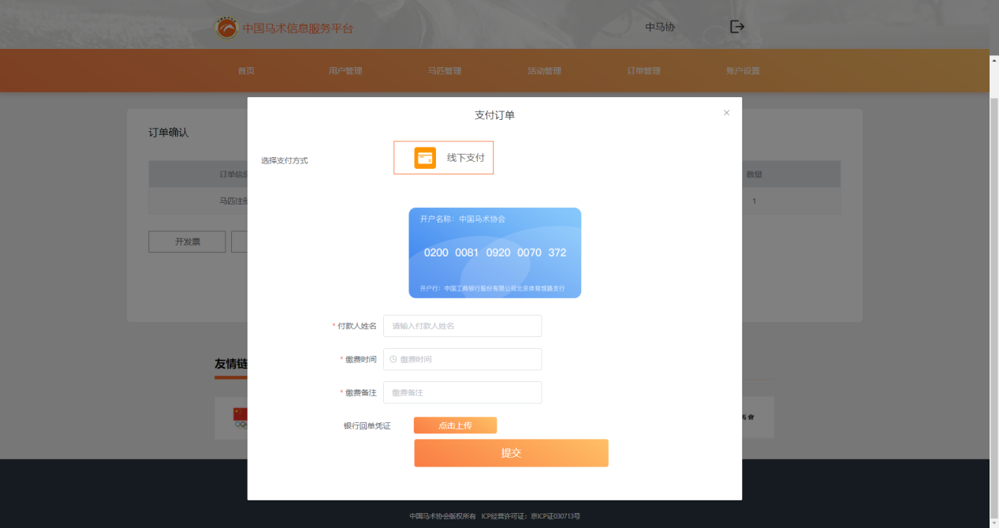 中国马术信息服务平台
中马协
首页 用户管理 马匹管理 活动管理 订单管理 账户设置
支付订单
订单确认
选择支付方式 线下支付
订单信息 数量
马匹注册 1
开户名称：中国马术协会
开发票
0200 0081 0920 0070 372
开户行：中国工商银行股份有限公司北京体育馆路支行
* 付款人姓名 请输入付款人姓名
* 缴费时间 缴费时间
友情链
* 缴费备注 缴费备注
银行回单凭证 点击上传
提交
中国马术协会版权所有 ICP经营许可证：京ICP证030713号